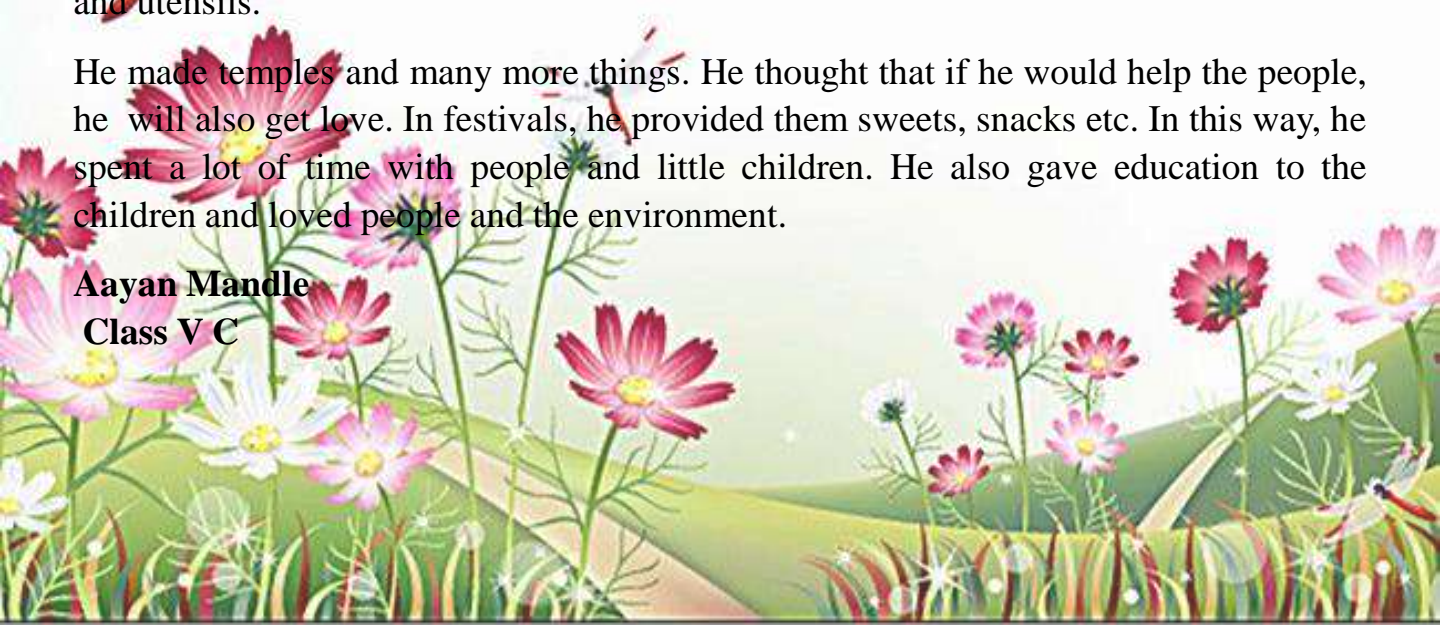 and utensils.
He made temples and many more things. He thought that if he would help the people,
he will also get love. In festivals, he provided them sweets, snacks etc. In this way, he
spent a lot of time with people and little children. He also gave education to the
children and loved people and the environment.
Aayan Mandle
Class V C